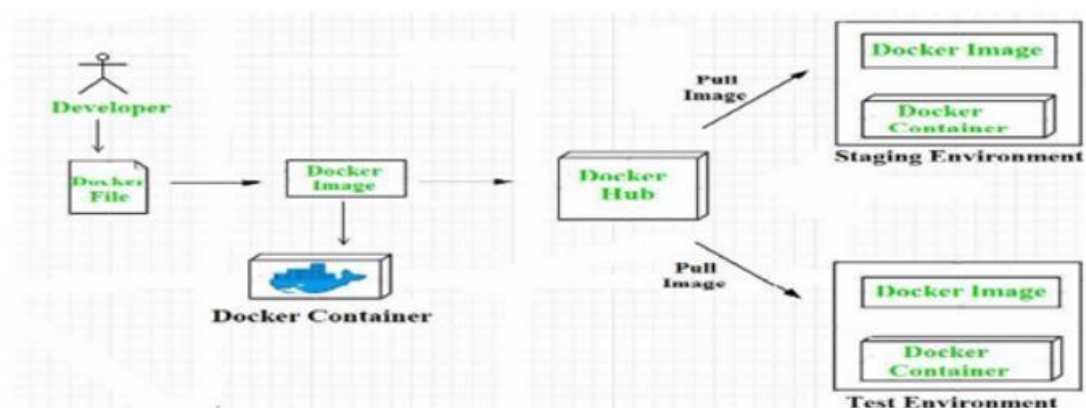 Developer
Docker
File
Docker
Image
Docker Container
Docker
Hub
Pull
Image
Docker Image
Docker
Container
Staging Environment
Pull
Image
Docker Image
Docker
Container
Test Environment